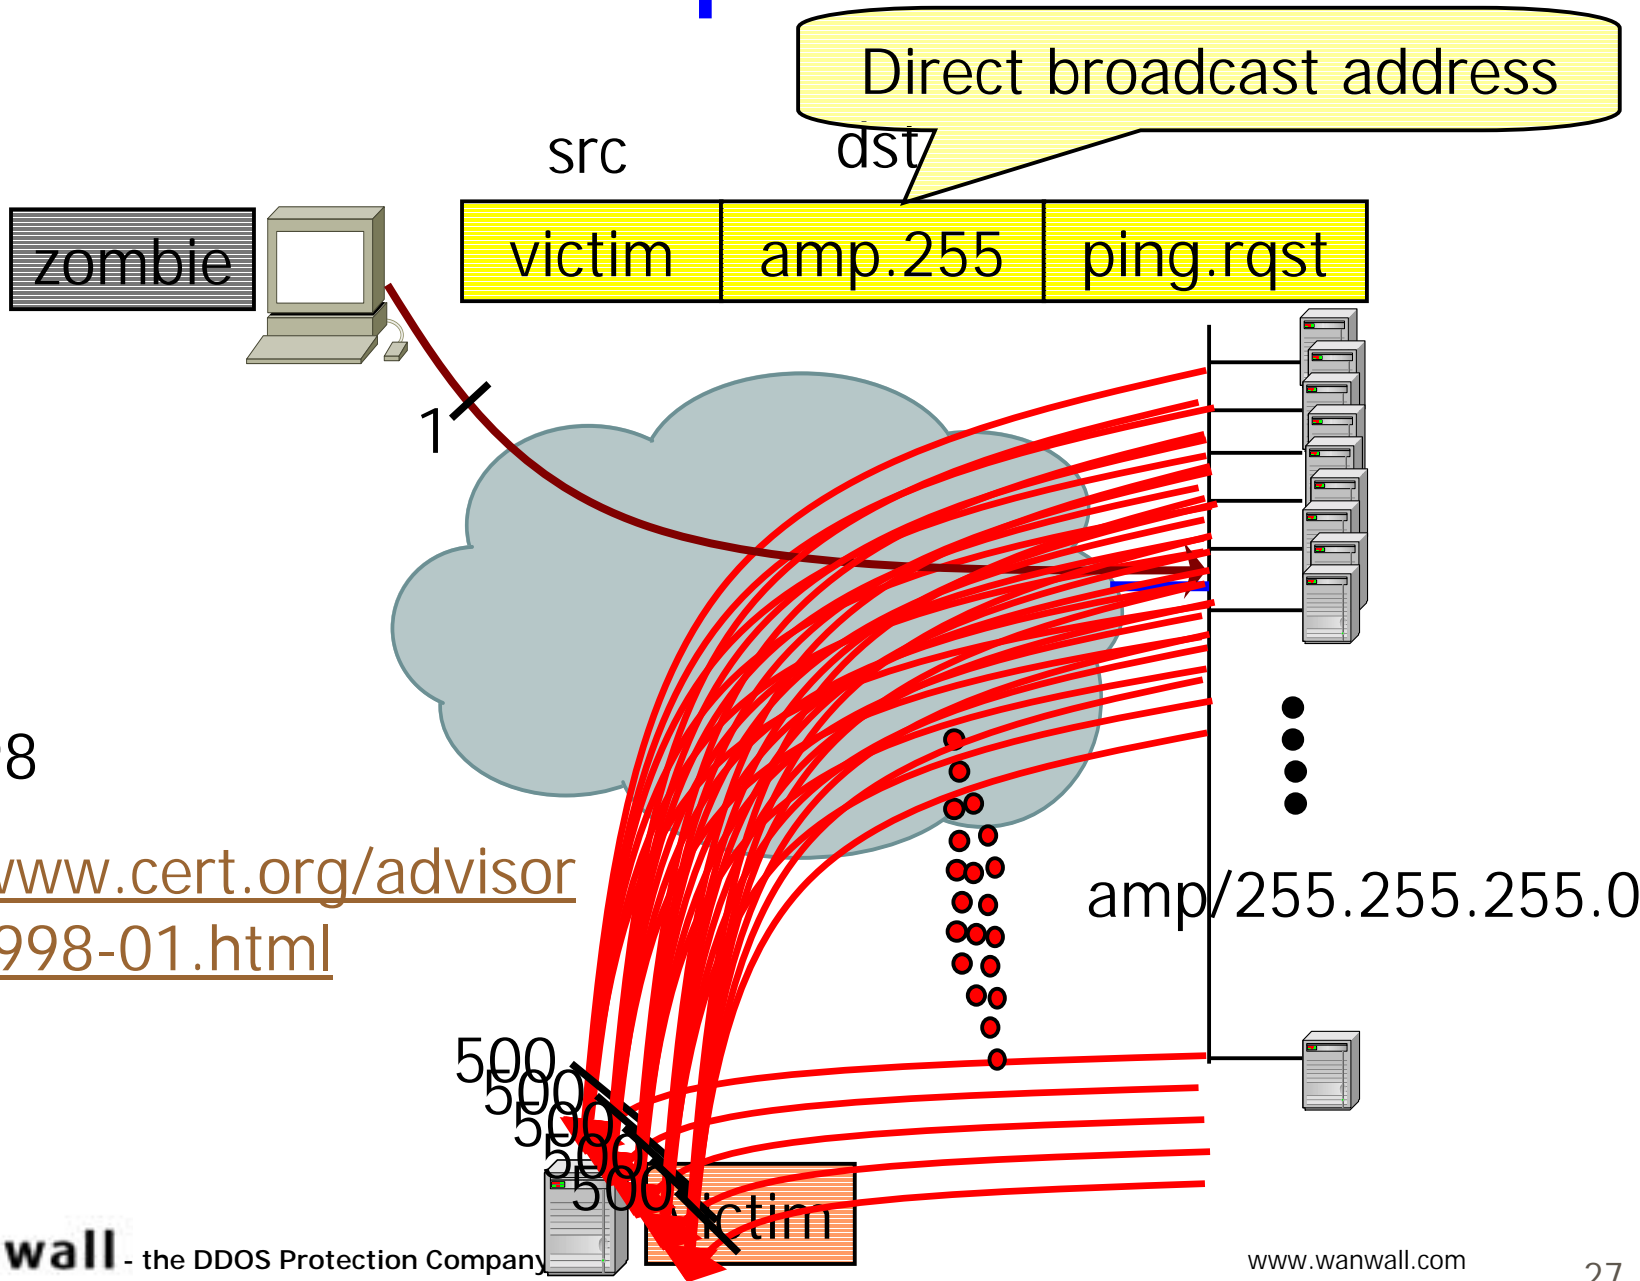 Direct broadcast address
src dst
zombie
victim amp.255 ping.rqst
1
8
www.cert.org/advisor
998-01.html
amp/255.255.255.0
500
500
500
500
500
victim
wall - the DDOS Protection Company
www.wanwall.com
27